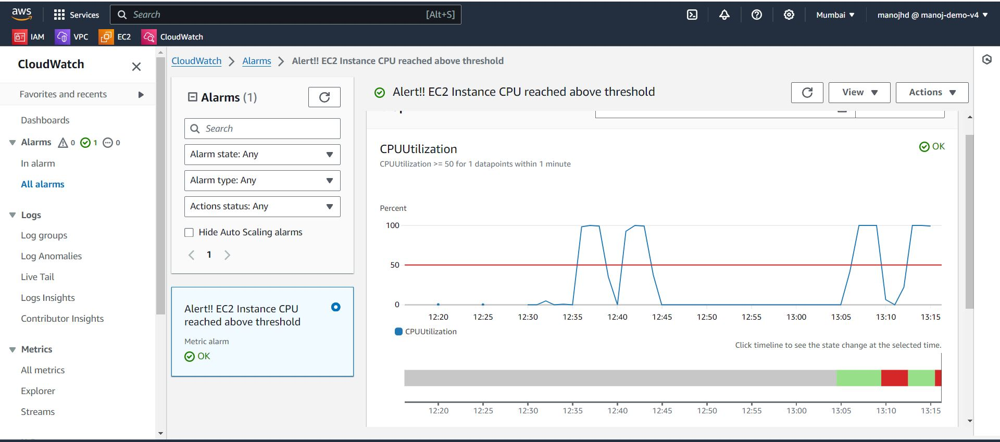 aws
Services
Search
[Alt+S]
Mumbai
manojhd @ manoj-demo-v4
IAM
VPC
EC2
CloudWatch
CloudWatch
Favorites and recents
Dashboards
Alarms 0 1 0
In alarm
All alarms
Logs
Log groups
Log Anomalies
Live Tail
Logs Insights
Contributor Insights
Metrics
All metrics
Explorer
Streams
CloudWatch
Alarms
Alert!! EC2 Instance CPU reached above threshold
Alarms (1)
Search
Alarm state: Any
Alarm type: Any
Actions status: Any
Hide Auto Scaling alarms
1
Alert!! EC2 Instance CPU
reached above threshold
Metric alarm
OK
Alert!! EC2 Instance CPU reached above threshold
View
Actions
CPUUtilization
OK
CPUUtilization >= 50 for 1 datapoints within 1 minute
Percent
100
50
0
12:20 12:25 12:30 12:35 12:40 12:45 12:50 12:55 13:00 13:05 13:10 13:15
CPUUtilization
Click timeline to see the state change at the selected time.
12:20 12:25 12:30 12:35 12:40 12:45 12:50 12:55 13:00 13:05 13:10 13:15